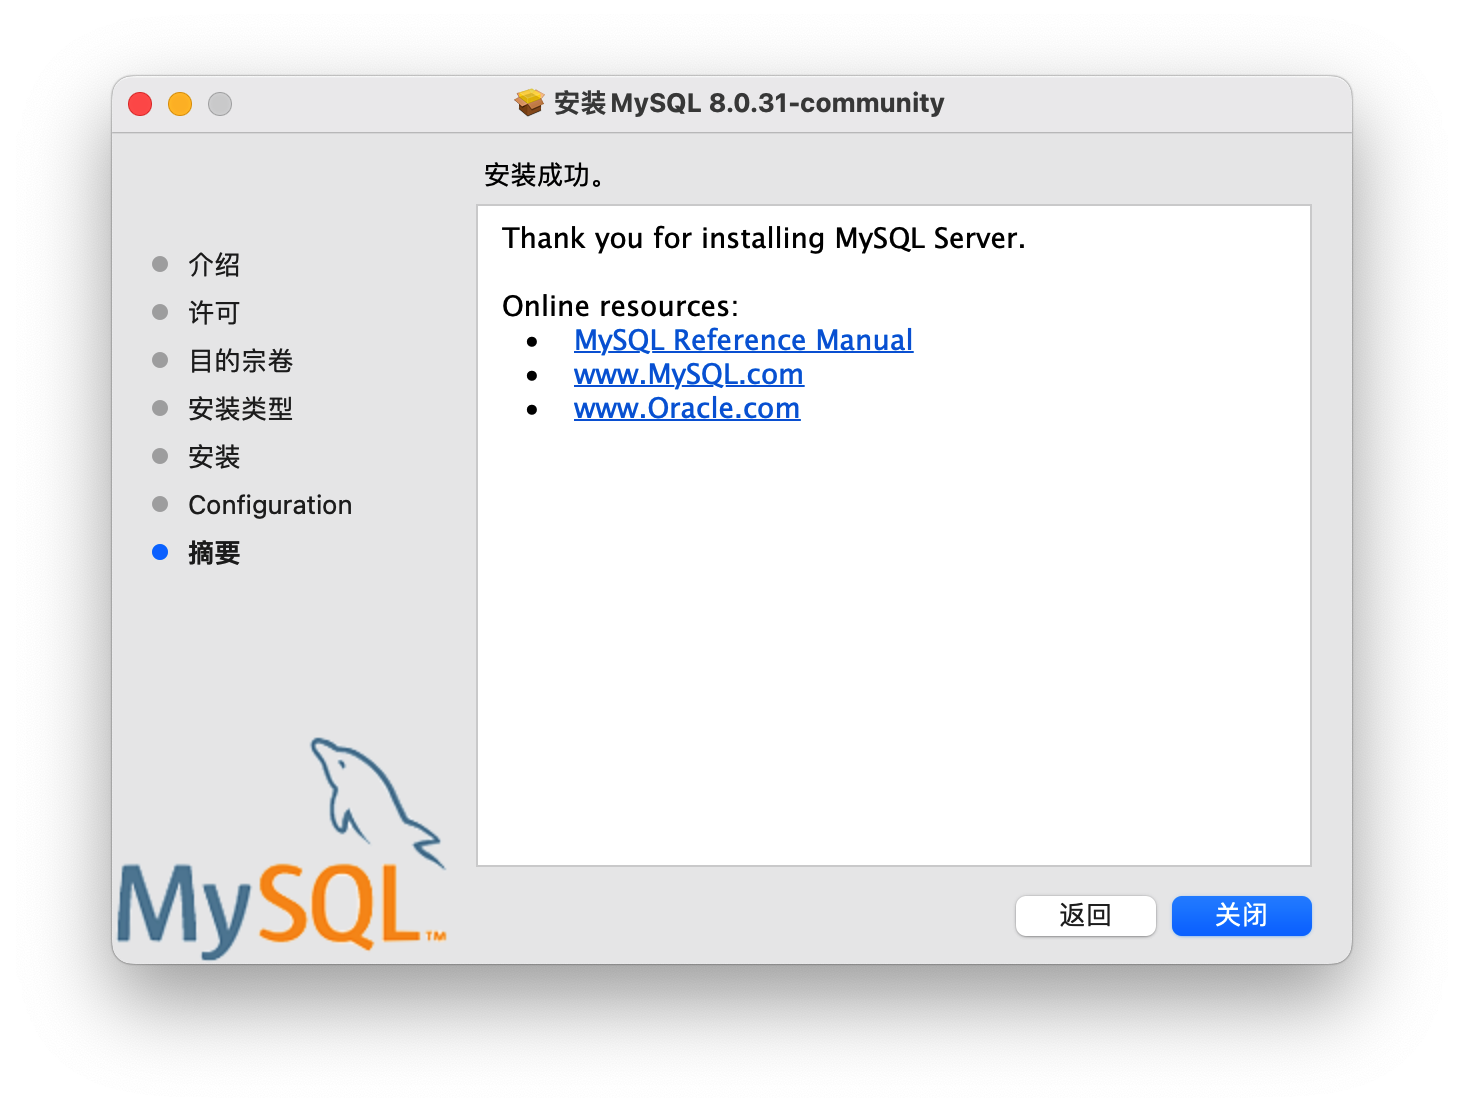 安装 MySQL 8.0.31-community
安装成功。
介绍
许可
目的宗卷
安装类型
安装
Configuration
摘要
Thank you for installing MySQL Server.
Online resources:
• MySQL Reference Manual
• www.MySQL.com
• www.Oracle.com
MySQL™
返回
关闭